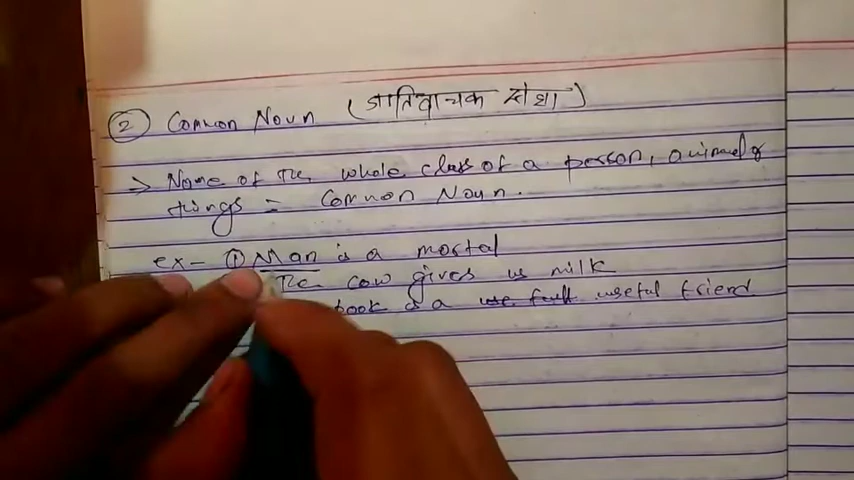 2 Common Noun (जातिवाचक संज्ञा)
→ Name of the whole class of a person, animal or
things = Common Noun.
ex- ① Man is a mortal
The cow gives us milk
book is a useful friend